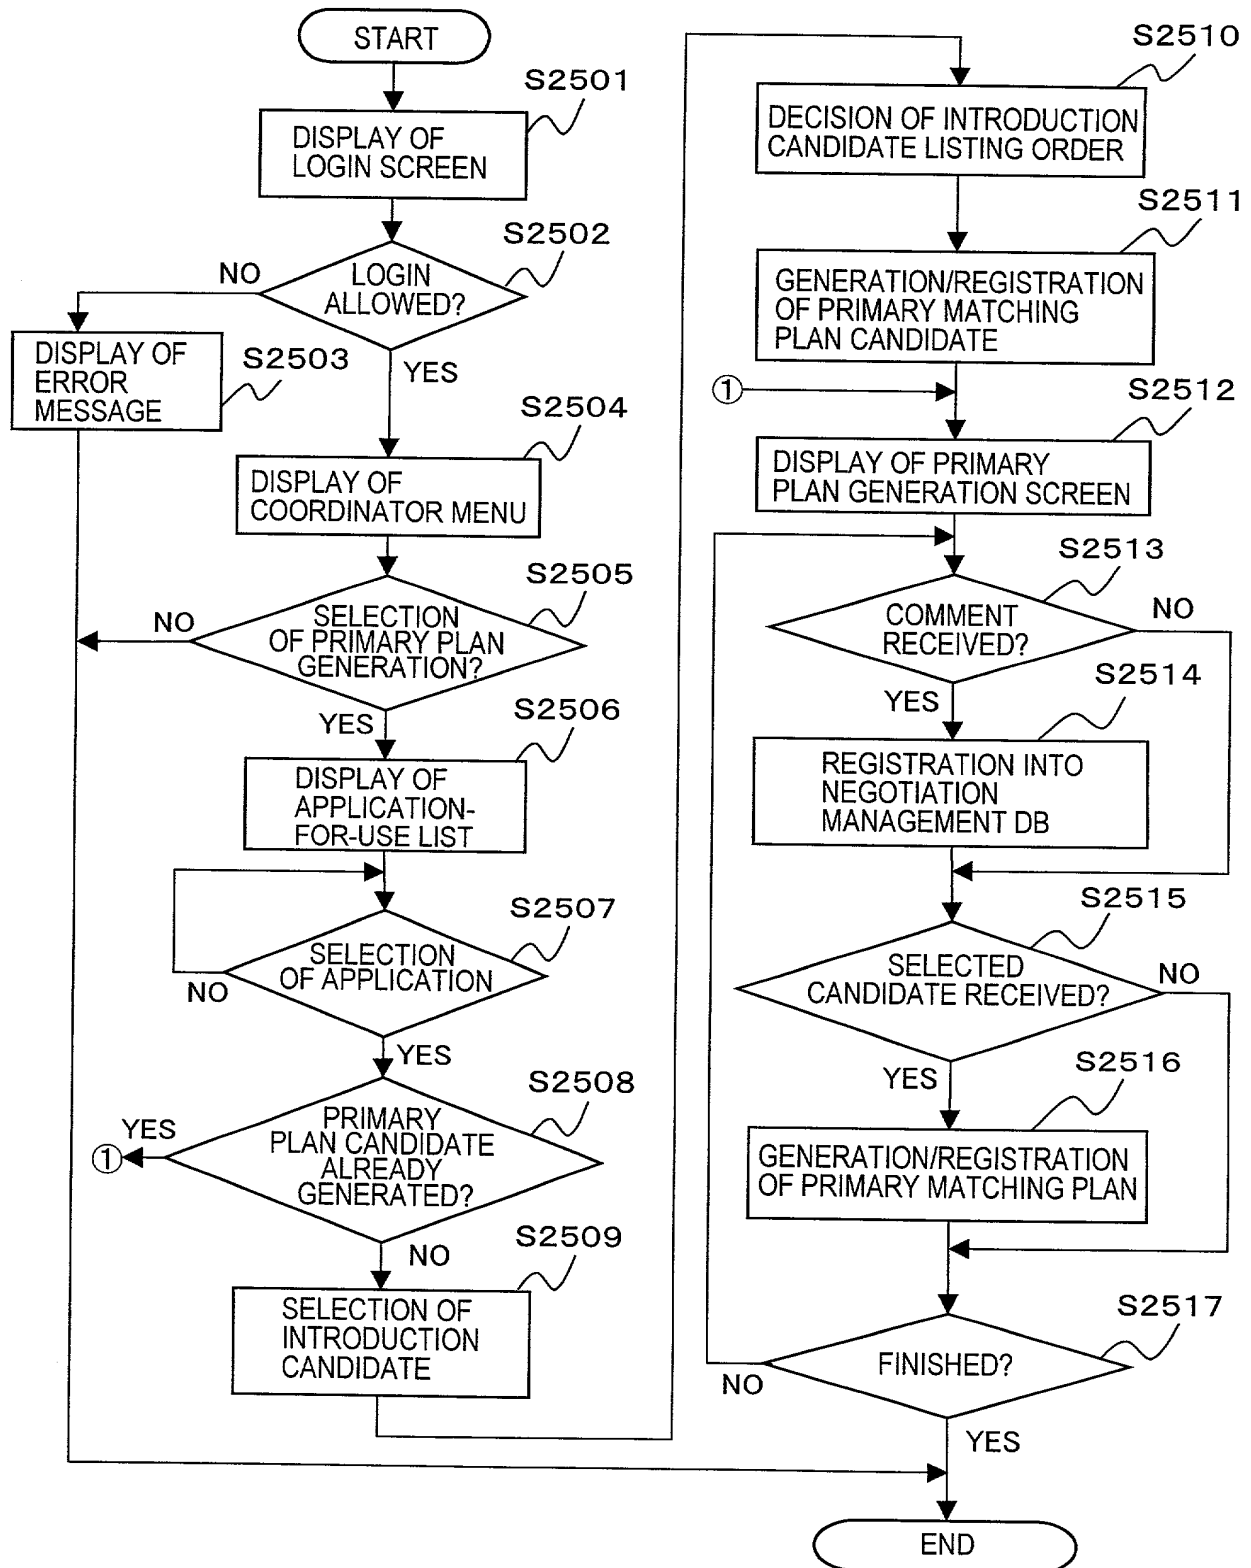 START
S2501
DISPLAY OF
LOGIN SCREEN
S2502
NO
LOGIN
ALLOWED?
YES
DISPLAY OF
ERROR
MESSAGE
S2503
S2504
DISPLAY OF
COORDINATOR MENU
S2505
NO
SELECTION
OF PRIMARY PLAN
GENERATION?
YES
S2506
DISPLAY OF
APPLICATION-
FOR-USE LIST
S2507
SELECTION
OF APPLICATION
NO
YES
S2508
YES
①
PRIMARY
PLAN CANDIDATE
ALREADY
GENERATED?
NO
S2509
SELECTION OF
INTRODUCTION
CANDIDATE
S2510
DECISION OF INTRODUCTION
CANDIDATE LISTING ORDER
S2511
GENERATION/REGISTRATION
OF PRIMARY MATCHING
PLAN CANDIDATE
①
S2512
DISPLAY OF PRIMARY
PLAN GENERATION SCREEN
S2513
COMMENT
RECEIVED?
NO
YES
S2514
REGISTRATION INTO
NEGOTIATION
MANAGEMENT DB
S2515
SELECTED
CANDIDATE RECEIVED?
NO
YES
S2516
GENERATION/REGISTRATION
OF PRIMARY MATCHING PLAN
S2517
FINISHED?
NO
YES
END